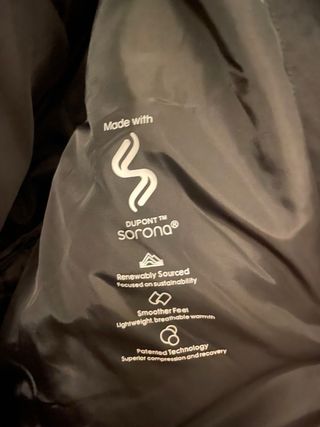 Made with
DUPONT™
sorona®
Renewably Sourced
Focused on sustainability
Smoother Feel
Lightweight, breathable warmth
Patented Technology
Superior compression and recovery